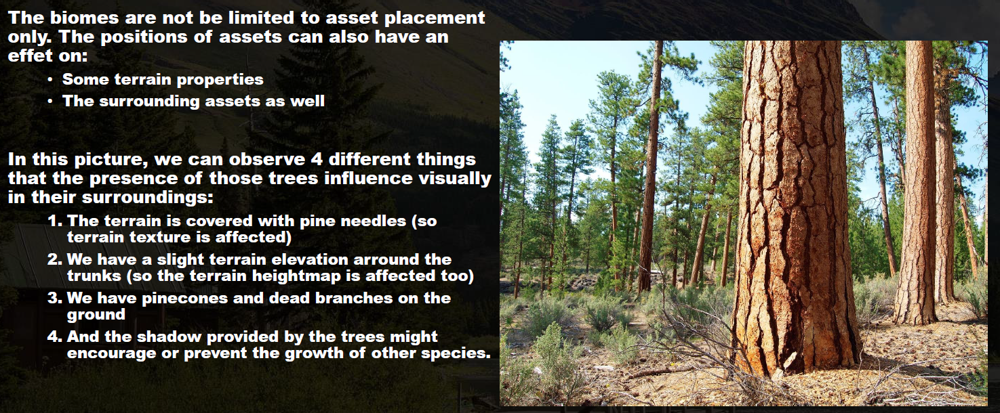 The biomes are not be limited to asset placement
only. The positions of assets can also have an
effet on:
• Some terrain properties
• The surrounding assets as well
In this picture, we can observe 4 different things
that the presence of those trees influence visually
in their surroundings:
1. The terrain is covered with pine needles (so
terrain texture is affected)
2. We have a slight terrain elevation arround the
trunks (so the terrain heightmap is affected too)
3. We have pinecones and dead branches on the
ground
4. And the shadow provided by the trees might
encourage or prevent the growth of other species.